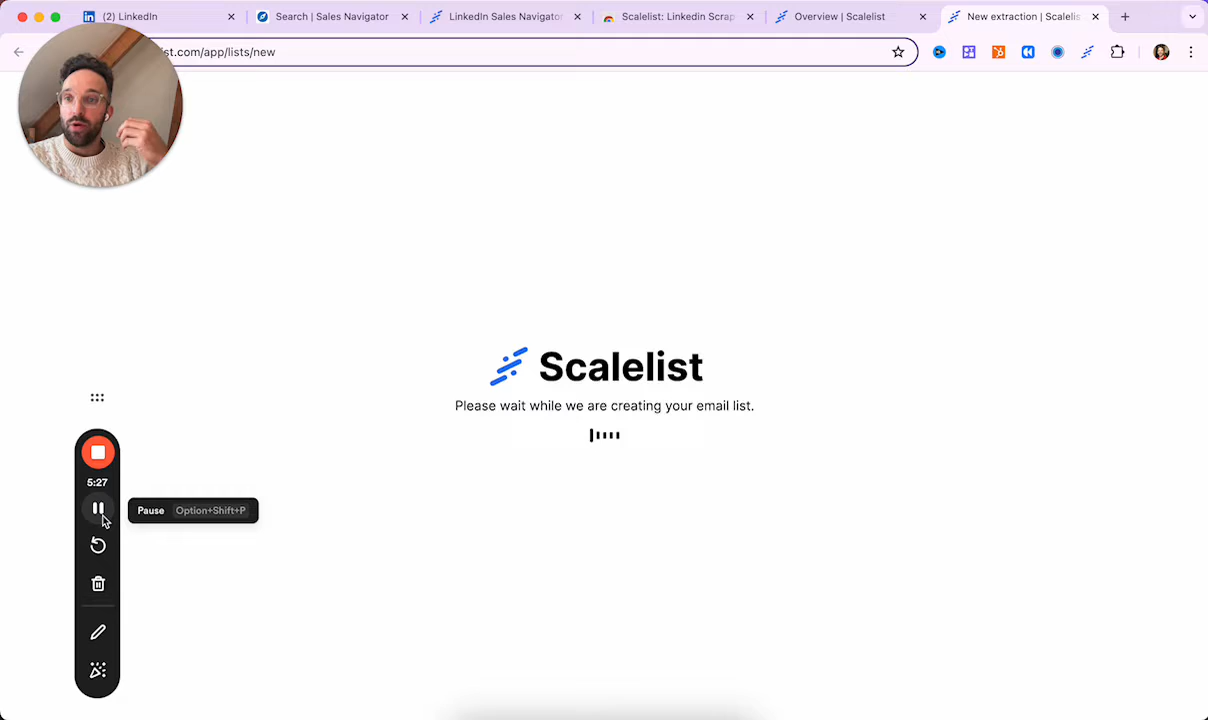 (2) LinkedIn
Search | Sales Navigator
LinkedIn Sales Navigator
Scalelist: Linkedin Scrap
Overview | Scalelist
New extraction | Scalelis
ist.com/app/lists/new
Scalelist
Please wait while we are creating your email list.
5:27
Pause Option+Shift+P